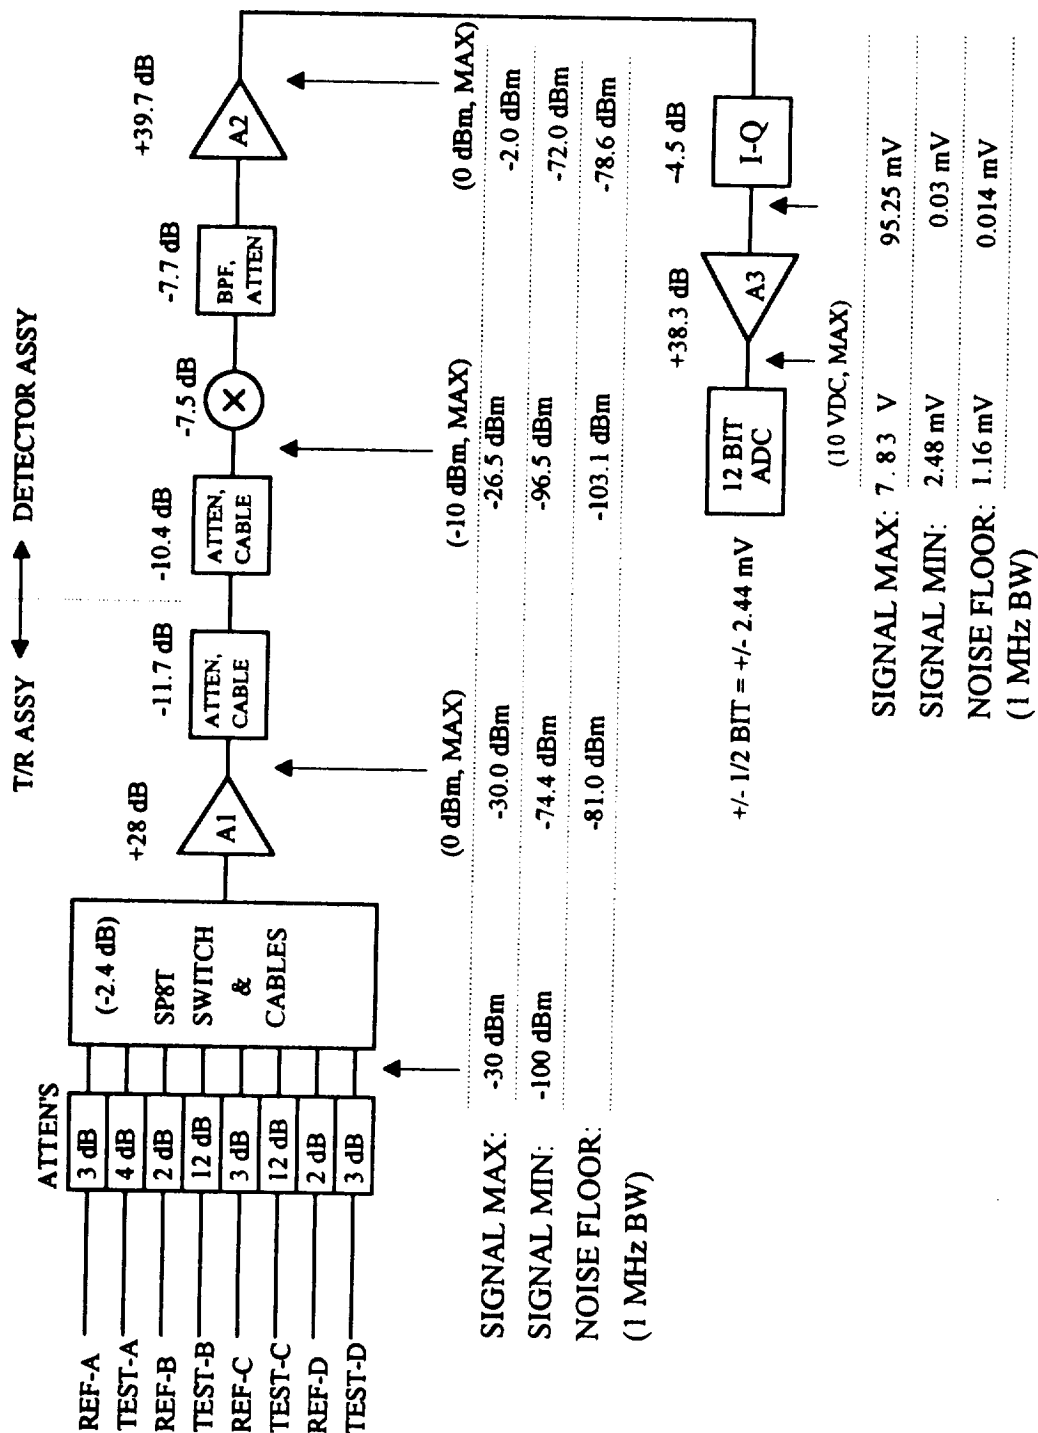 T/R ASSY DETECTOR ASSY
ATTEN'S
REF-A 3 dB
TEST-A 4 dB
REF-B 2 dB
TEST-B 12 dB
REF-C 3 dB
TEST-C 12 dB
REF-D 2 dB
TEST-D 3 dB
(-2.4 dB)
SP8T
SWITCH
&
CABLES
+28 dB
A1
-11.7 dB
ATTEN,
CABLE
-10.4 dB
ATTEN,
CABLE
-7.5 dB
X
-7.7 dB
BPF,
ATTEN
+39.7 dB
A2
(0 dBm, MAX) (-10 dBm, MAX) (0 dBm, MAX)
SIGNAL MAX: -30 dBm -30.0 dBm -26.5 dBm -2.0 dBm
SIGNAL MIN: -100 dBm -74.4 dBm -96.5 dBm -72.0 dBm
NOISE FLOOR: -81.0 dBm -103.1 dBm -78.6 dBm
(1 MHz BW)
-4.5 dB
I-Q
+38.3 dB
A3
12 BIT
ADC
+/- 1/2 BIT = +/- 2.44 mV
(10 VDC, MAX)
SIGNAL MAX: 7.83 V 95.25 mV
SIGNAL MIN: 2.48 mV 0.03 mV
NOISE FLOOR: 1.16 mV 0.014 mV
(1 MHz BW)